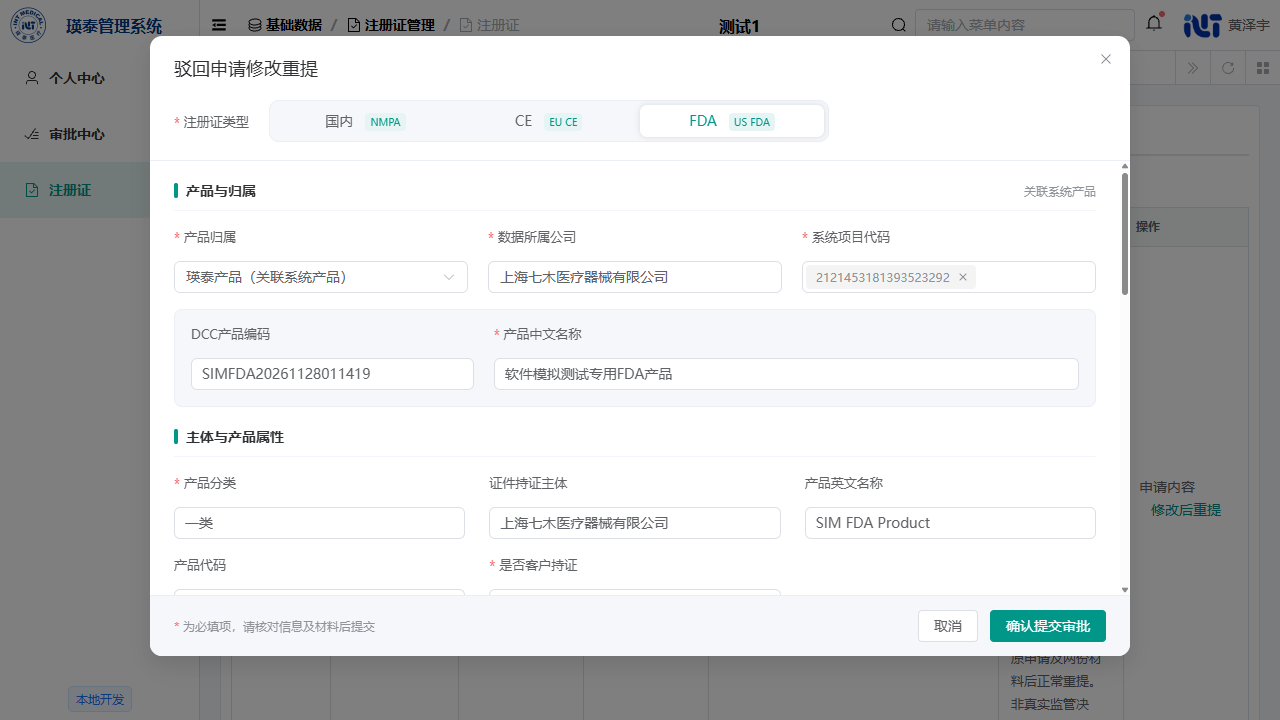 瑛泰管理系统
基础数据 / 注册证管理 / 注册证
测试1
请输入菜单内容
黄泽宇
个人中心
审批中心
注册证
本地开发
驳回申请修改重提
* 注册证类型
国内 NMPA
CE EU CE
FDA US FDA
产品与归属
关联系统产品
* 产品归属
* 数据所属公司
* 系统项目代码
瑛泰产品（关联系统产品）
上海七木医疗器械有限公司
2121453181393523292
DCC产品编码
* 产品中文名称
SIMFDA20261128011419
软件模拟测试专用FDA产品
主体与产品属性
* 产品分类
证件持证主体
产品英文名称
一类
上海七木医疗器械有限公司
SIM FDA Product
产品代码
* 是否客户持证
* 为必填项，请核对信息及材料后提交
取消
确认提交审批
操作
申请内容
修改后重提
料后正常重提。
非真实监管决